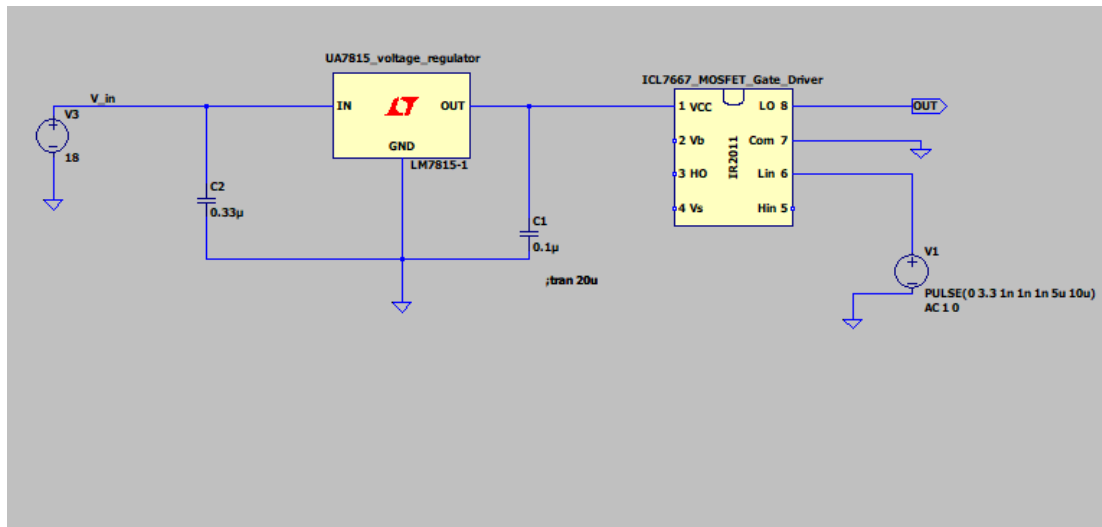 UA7815_voltage_regulator
ICL7667_MOSFET_Gate_Driver
V_in
V3
18
IN
OUT
GND
LM7815-1
C2
0.33µ
C1
0.1µ
;tran 20u
1 VCC
LO 8
2 Vb
Com 7
3 HO
Lin 6
4 Vs
Hin 5
IR2011
OUT
V1
PULSE(0 3.3 1n 1n 1n 5u 10u)
AC 1 0